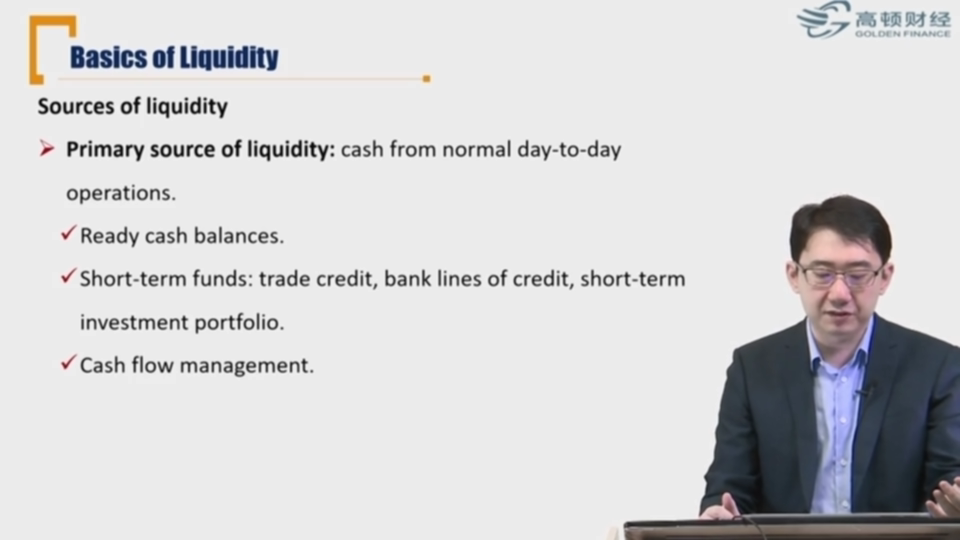 高顿财经
GOLDEN FINANCE
Basics of Liquidity
Sources of liquidity
Primary source of liquidity: cash from normal day-to-day
operations.
Ready cash balances.
Short-term funds: trade credit, bank lines of credit, short-term
investment portfolio.
Cash flow management.